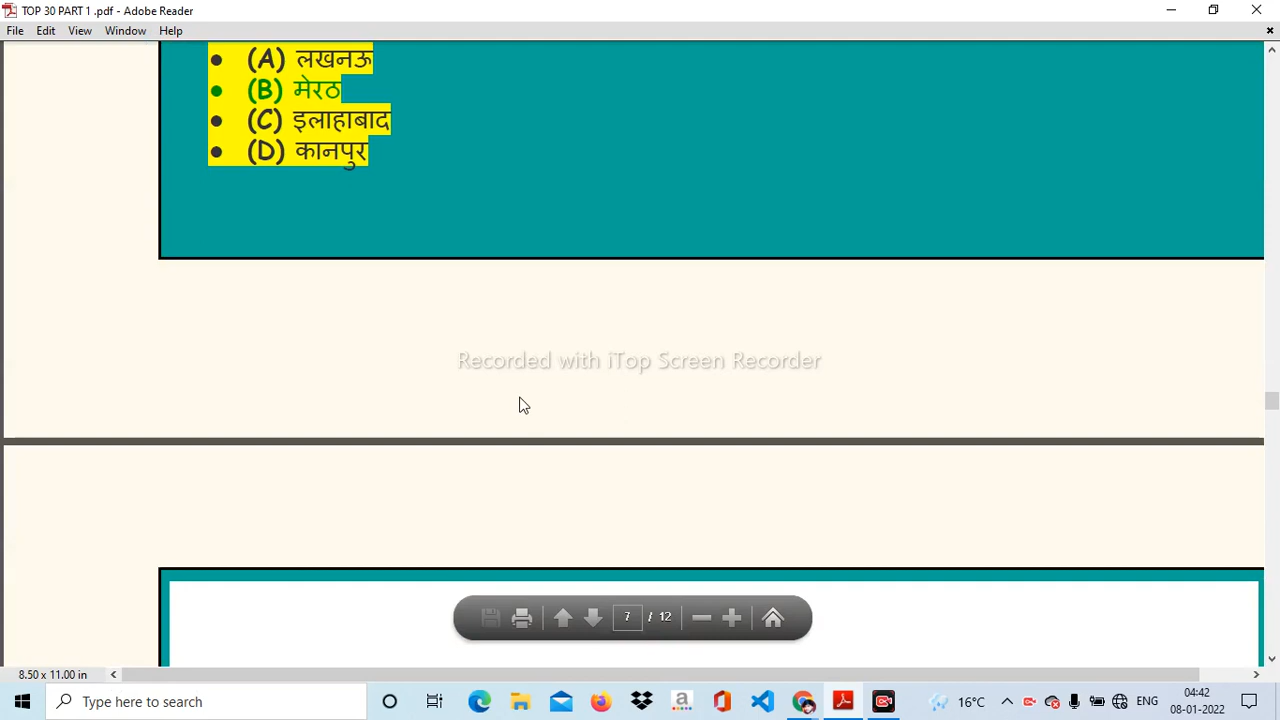 TOP 30 PART 1 .pdf - Adobe Reader
File Edit View Window Help
(A) लखनऊ
(B) मेरठ
(C) इलाहाबाद
(D) कानपुर
Recorded with iTop Screen Recorder
7 / 12
8.50 x 11.00 in
Type here to search
a
16°C
ENG
04:42
08-01-2022